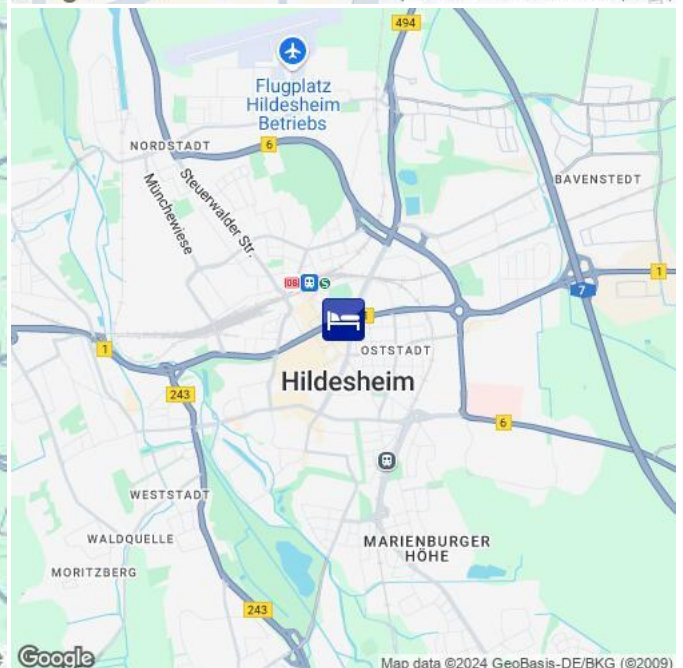 494
Flugplatz
Hildesheim
Betriebs
NORDSTADT
6
Steuerwalder Str.
Münchewiese
BAVENSTEDT
1
7
DB
S
1
OSTSTADT
1
Hildesheim
243
6
WESTSTADT
WALDQUELLE
MARIENBURGER
HÖHE
MORITZBERG
243
Google
Map data ©2024 GeoBasis-DE/BKG (©2009)